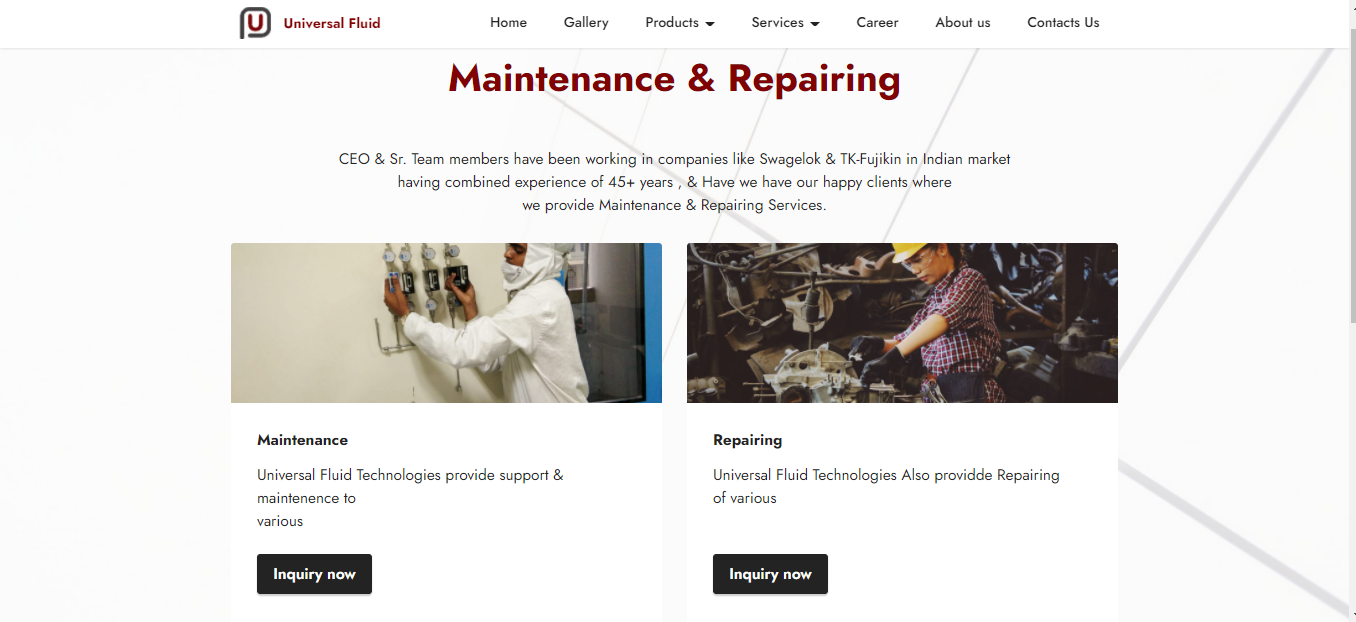 Universal Fluid
Home Gallery Products Services Career About us Contacts Us
Maintenance & Repairing
CEO & Sr. Team members have been working in companies like Swagelok & TK-Fujikin in Indian market
having combined experience of 45+ years , & Have we have our happy clients where
we provide Maintenance & Repairing Services.
Maintenance
Universal Fluid Technologies provide support &
maintenence to
various
Inquiry now
Repairing
Universal Fluid Technologies Also providde Repairing
of various
Inquiry now